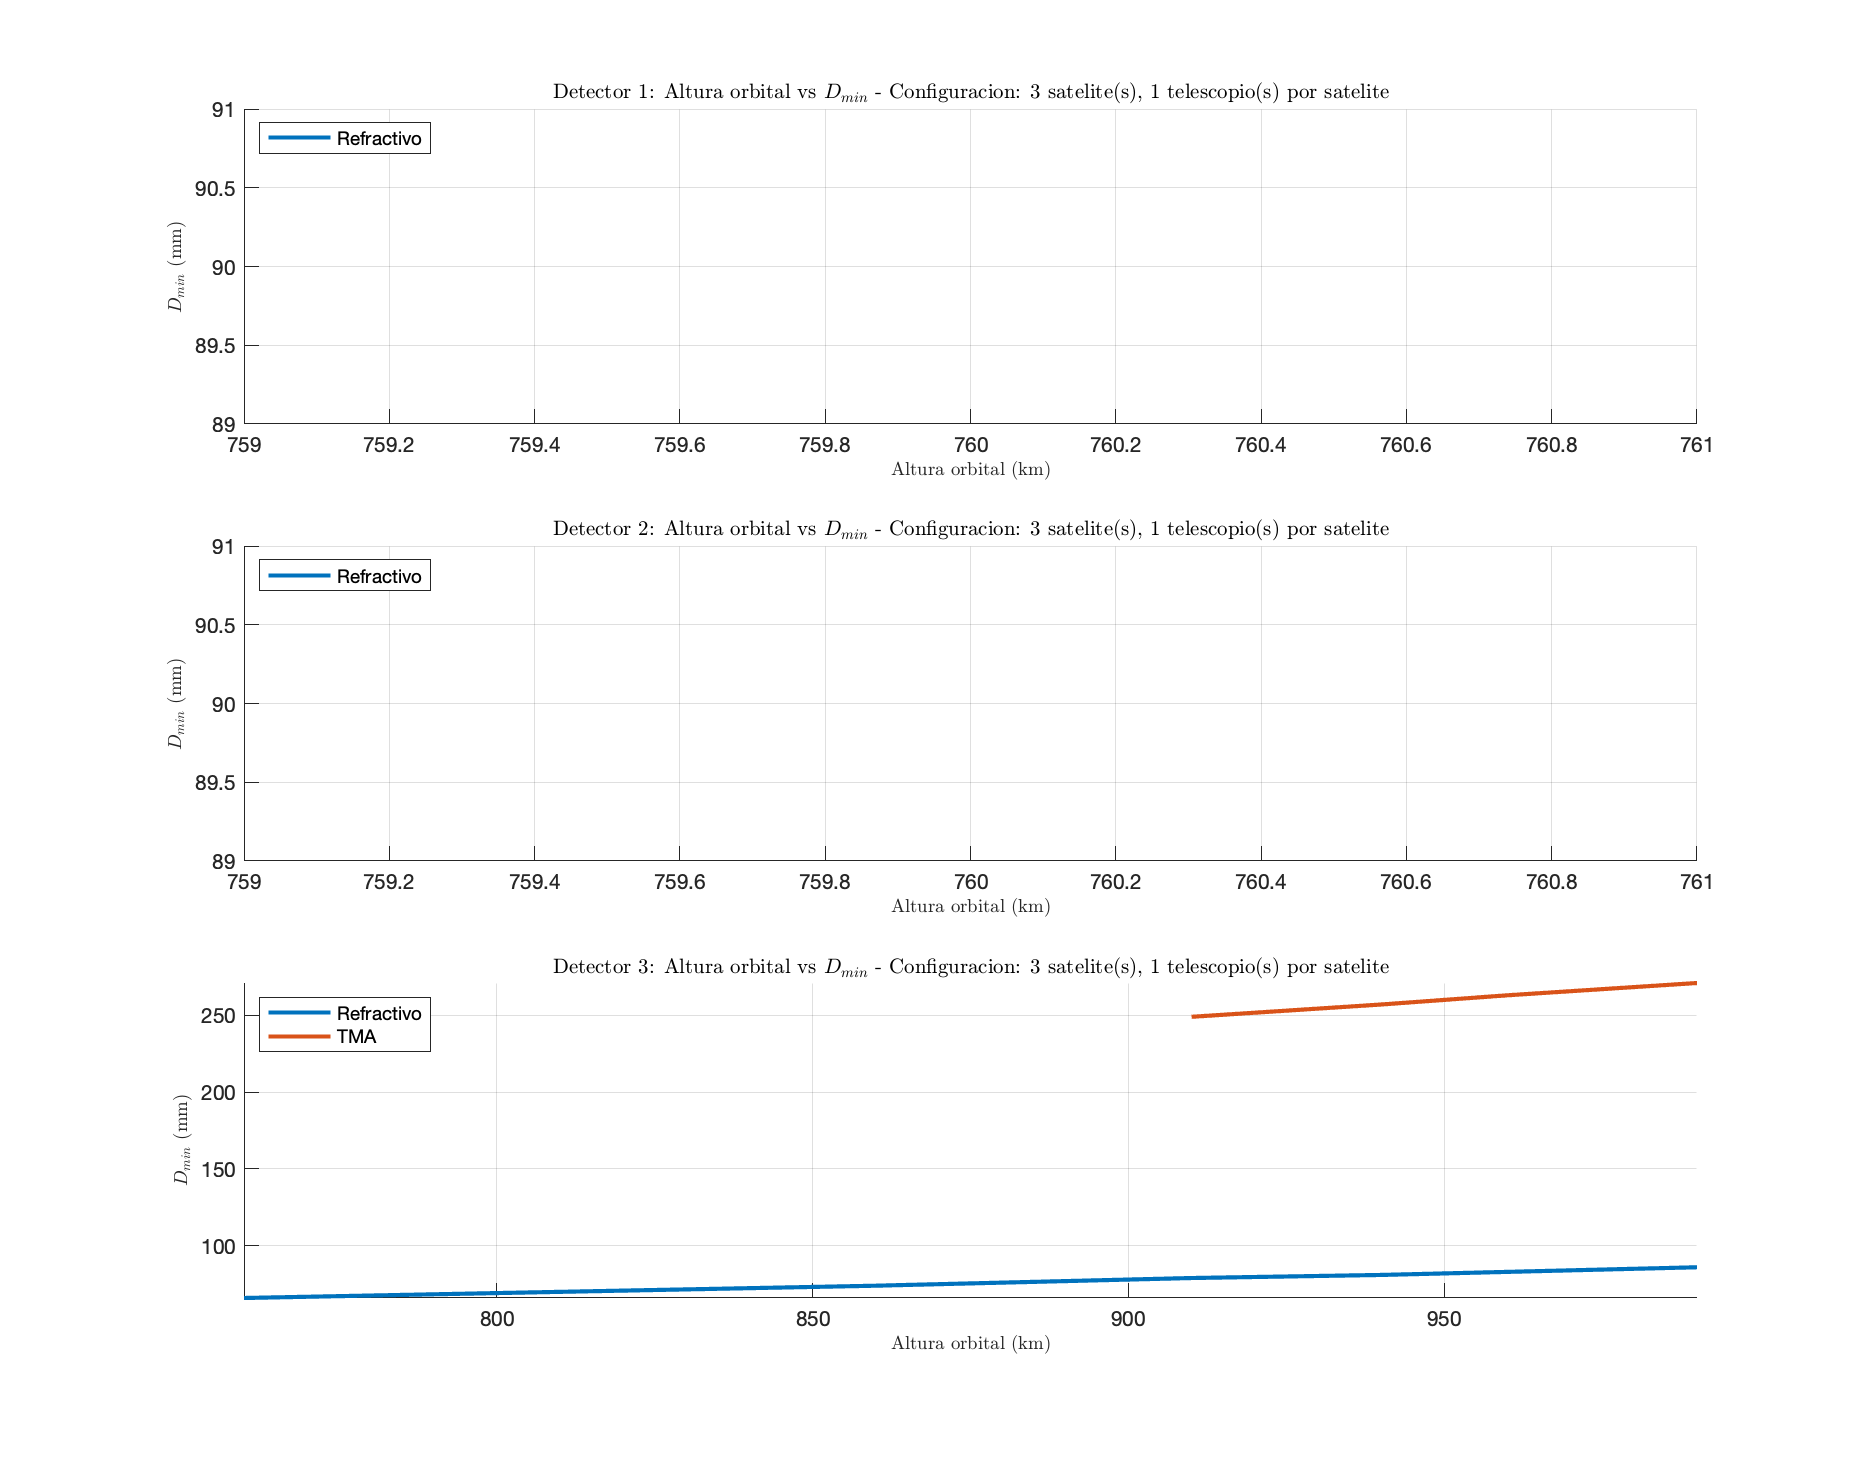 Detector 1: Altura orbital vs D_min - Configuracion: 3 satelite(s), 1 telescopio(s) por satelite
Refractivo
D_min (mm)
91
90.5
90
89.5
89
759 759.2 759.4 759.6 759.8 760 760.2 760.4 760.6 760.8 761
Altura orbital (km)
Detector 2: Altura orbital vs D_min - Configuracion: 3 satelite(s), 1 telescopio(s) por satelite
Refractivo
D_min (mm)
91
90.5
90
89.5
89
759 759.2 759.4 759.6 759.8 760 760.2 760.4 760.6 760.8 761
Altura orbital (km)
Detector 3: Altura orbital vs D_min - Configuracion: 3 satelite(s), 1 telescopio(s) por satelite
Refractivo
TMA
D_min (mm)
250
200
150
100
800 850 900 950
Altura orbital (km)